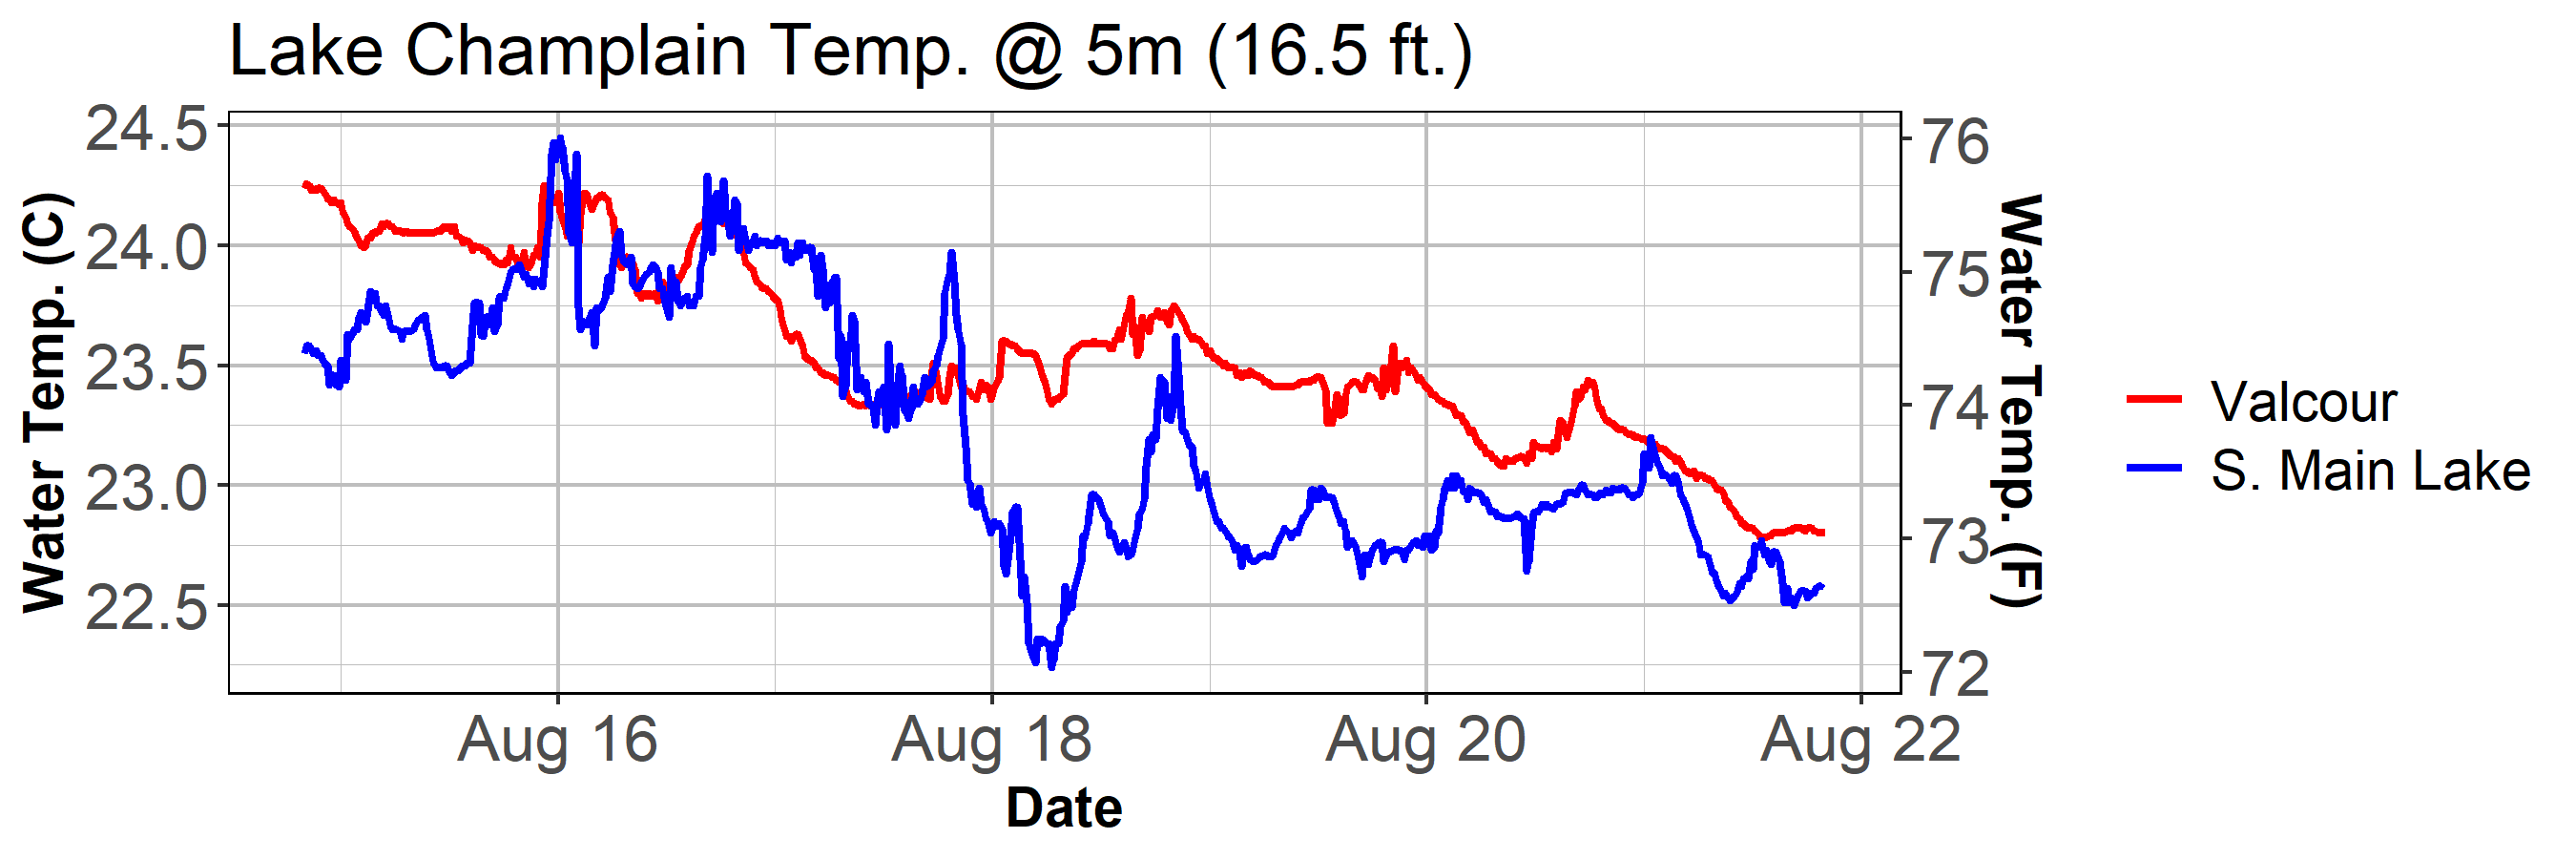 Lake Champlain Temp. @ 5m (16.5 ft.)
Water Temp. (C)
24.5
24.0
23.5
23.0
22.5
76
75
74
73
72
Water Temp. (F)
Aug 16 Aug 18 Aug 20 Aug 22
Date
Valcour
S. Main Lake